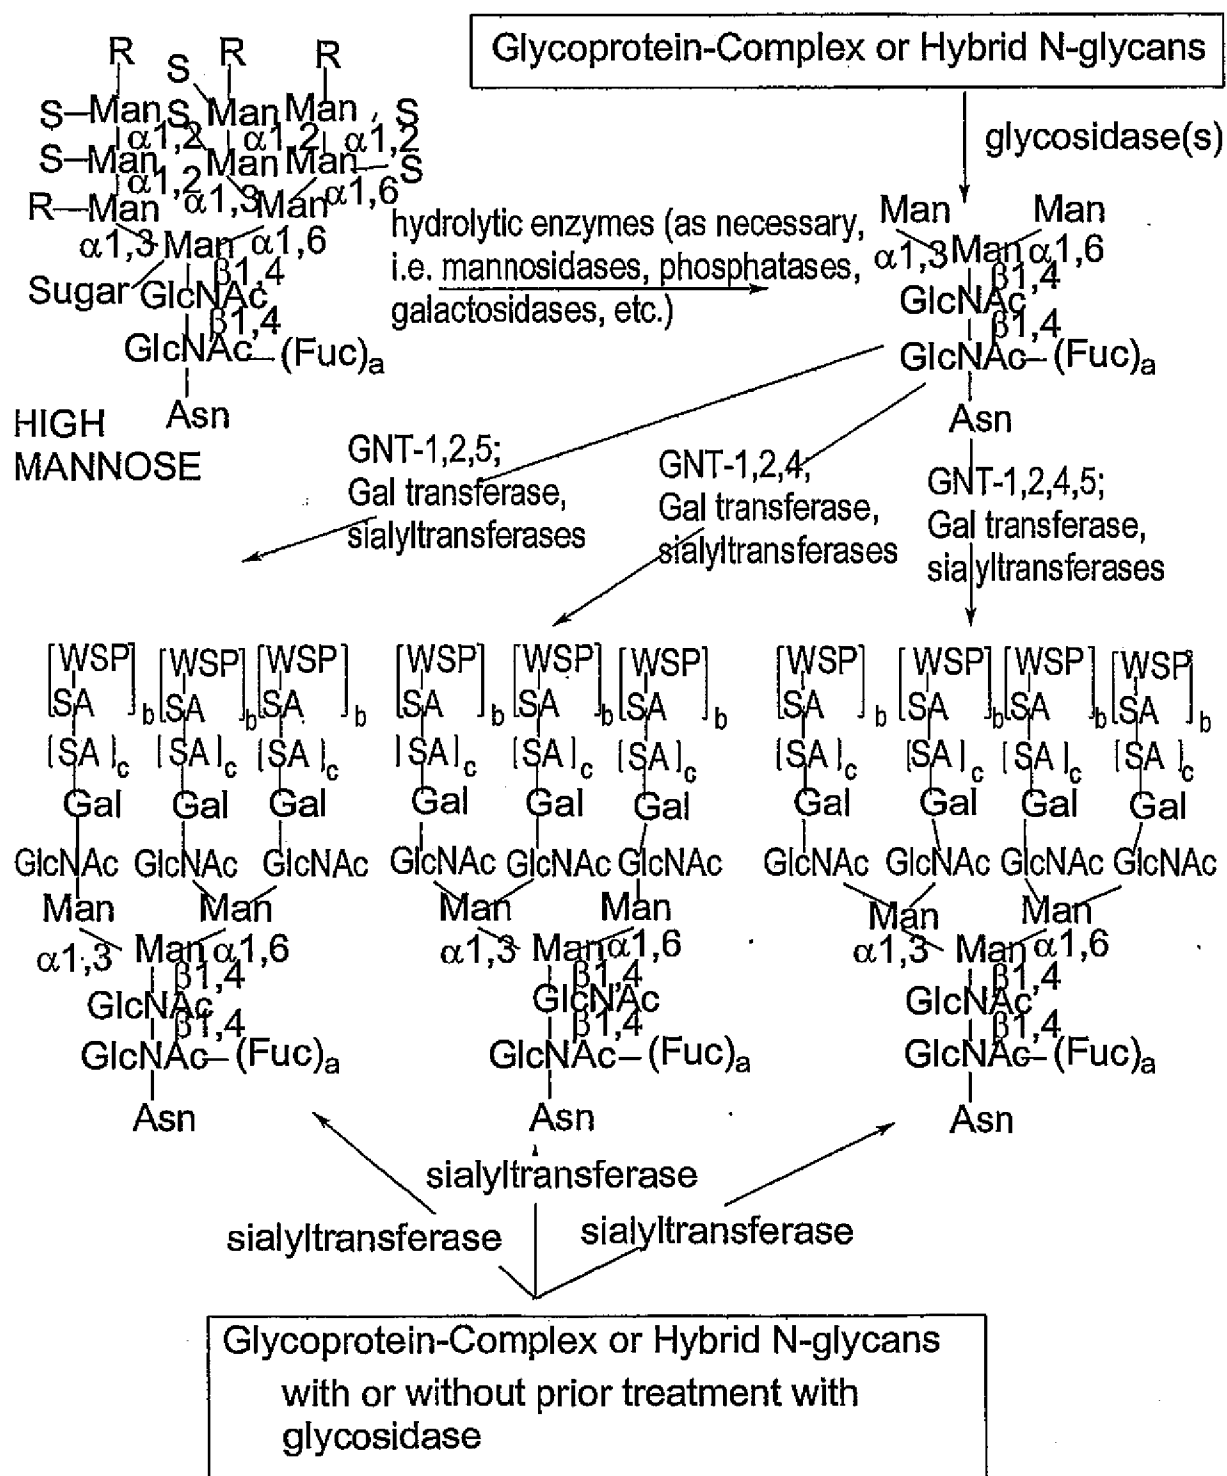 Glycoprotein-Complex or Hybrid N-glycans
glycosidase(s)
R S R R
S–Man S Man Man S
α1,2 α1,2 α1,2
S–Man Man Man S
α1,2 α1,3 α1,6
R–Man Man
α1,3 Man α1,6
β1,4
Sugar GlcNAc
β1,4
GlcNAc–(Fuc)a
Asn
HIGH
MANNOSE
hydrolytic enzymes (as necessary,
i.e. mannosidases, phosphatases,
galactosidases, etc.)
Man Man
α1,3 Man α1,6
β1,4
GlcNAc
β1,4
GlcNAc–(Fuc)a
Asn
GNT-1,2,5;
Gal transferase,
sialyltransferases
GNT-1,2,4;
Gal transferase,
sialyltransferases
GNT-1,2,4,5;
Gal transferase,
sialyltransferases
[WSP [WSP] [WSP]
SA]b SA]b SA]b
[SA]c [SA]c [SA]c
Gal Gal Gal
GlcNAc GlcNAc GlcNAc
Man Man
α1,3 Man α1,6
β1,4
GlcNAc
β1,4
GlcNAc–(Fuc)a
Asn
[WSP] [WSP] [WSP]
SA]b SA]b SA]b
[SA]c [SA]c [SA]c
Gal Gal Gal
GlcNAc GlcNAc GlcNAc
Man Man
α1,3 Man α1,6
β1,4
GlcNAc
β1,4
GlcNAc–(Fuc)a
Asn
[WSP] [WSP] [WSP] [WSP]
SA]b SA]b SA]b SA]b
[SA]c [SA]c [SA]c [SA]c
Gal Gal Gal Gal
GlcNAc GlcNAc GlcNAc GlcNAc
Man Man
α1,3 Man α1,6
β1,4
GlcNAc
β1,4
GlcNAc–(Fuc)a
Asn
sialyltransferase
sialyltransferase
sialyltransferase
Glycoprotein-Complex or Hybrid N-glycans
with or without prior treatment with
glycosidase